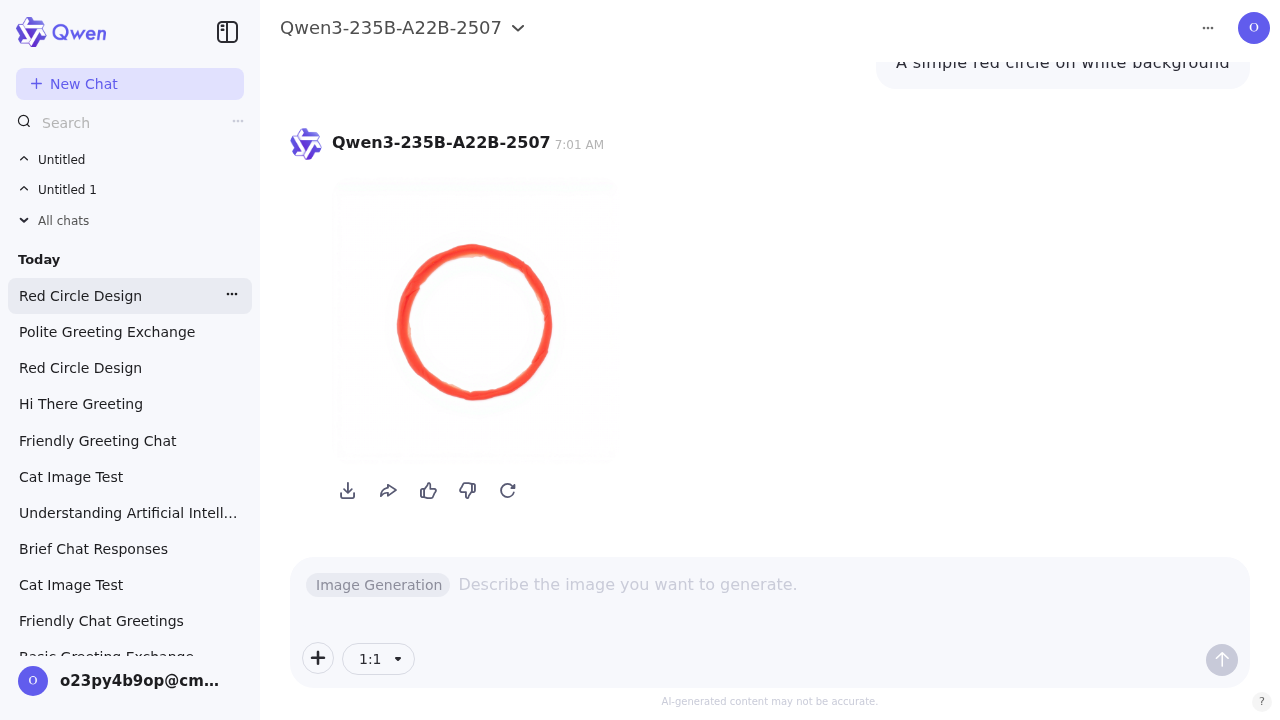 Qwen
New Chat
Search
Untitled
Untitled 1
All chats
Today
Red Circle Design
Polite Greeting Exchange
Red Circle Design
Hi There Greeting
Friendly Greeting Chat
Cat Image Test
Understanding Artificial Intell...
Brief Chat Responses
Cat Image Test
Friendly Chat Greetings
Basic Greeting Exchange
O
o23py4b9op@cm...
Qwen3-235B-A22B-2507
O
A simple red circle on white background
Qwen3-235B-A22B-2507 7:01 AM
Image Generation Describe the image you want to generate.
1:1
AI-generated content may not be accurate.
?